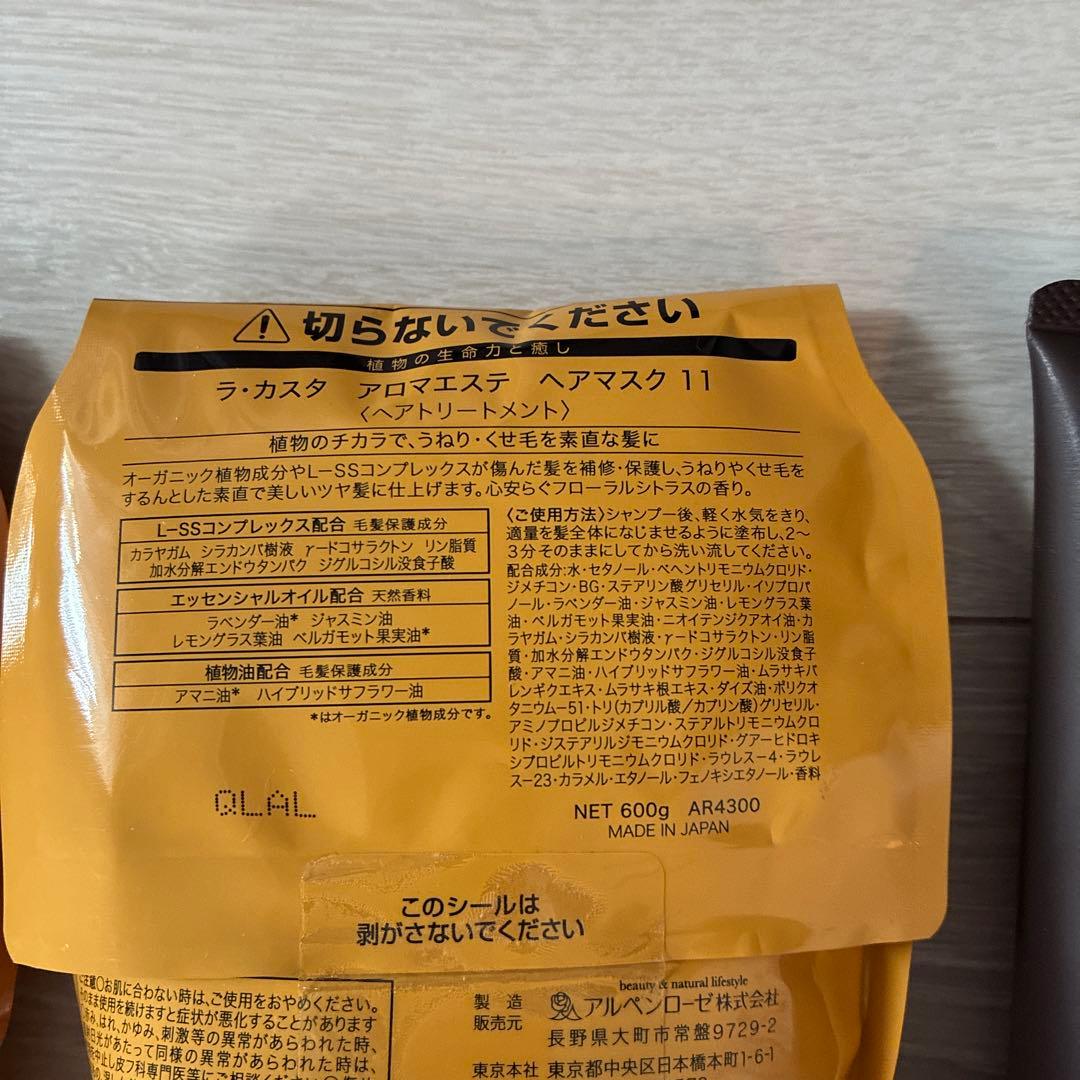 切らないでください
植物の生命力と癒し
ラ・カスタ アロマエステ ヘアマスク 11
〈ヘアトリートメント〉
植物のチカラで、うねり・くせ毛を素直な髪に
オーガニック植物成分やL-SSコンプレックスが傷んだ髪を補修・保護し、うねりやくせ毛を
するんとした素直で美しいツヤ髪に仕上げます。心安らぐフローラルシトラスの香り。
L-SSコンプレックス配合 毛髪保護成分
カラヤガム シラカンバ樹液 r-ドコサラクトン リン脂質
加水分解エンドウタンパク ジグルコシル没食子酸
エッセンシャルオイル配合 天然香料
ラベンダー油* ジャスミン油
レモングラス葉油 ベルガモット果実油*
植物油配合 毛髪保護成分
アマニ油* ハイブリッドサフラワー油
*はオーガニック植物成分です。
〈ご使用方法〉シャンプー後、軽く水気をきり、
適量を髪全体になじませるように塗布し、2〜
3分そのままにしてから洗い流してください。
配合成分:水・セタノール・ベヘントリモニウムクロリド・
ジメチコン・BG・ステアリン酸グリセリル・イソプロパ
ノール・ラベンダー油・ジャスミン油・レモングラス葉
油・ベルガモット果実油・ニオイテンジクアオイ油・カ
ラヤガム・シラカンバ樹液・r-ドコサラクトン・リン脂
質・加水分解エンドウタンパク・ジグルコシル没食子
酸・アマニ油・ハイブリッドサフラワー油・ムラサキバ
レンギクエキス・ムラサキ根エキス・ダイズ油・ポリクオ
タニウム-51・トリ(カプリル酸/カプリン酸)グリセリル・
アミノプロピルジメチコン・ステアルトリモニウムクロ
リド・ジステアリルジモニウムクロリド・グアーヒドロキ
シプロピルトリモニウムクロリド・ラウレス-4・ラウレ
ス-23・カラメル・エタノール・フェノキシエタノール・香料
QLAL
NET 600g AR4300
MADE IN JAPAN
このシールは
剥がさないでください
〇お肌に合わない時は、ご使用をおやめください。
まま使用を続けますと症状が悪化することがあります
はれ、かゆみ、刺激等の異常があらわれた時、
日光があたって同様の異常があらわれた時は、
中止し皮フ科専門医等にご相談ください
beauty & natural lifestyle
製造
販売元
アルペンローゼ株式会社
長野県大町市常盤9729-2
東京本社 東京都中央区日本橋本町1-6-1